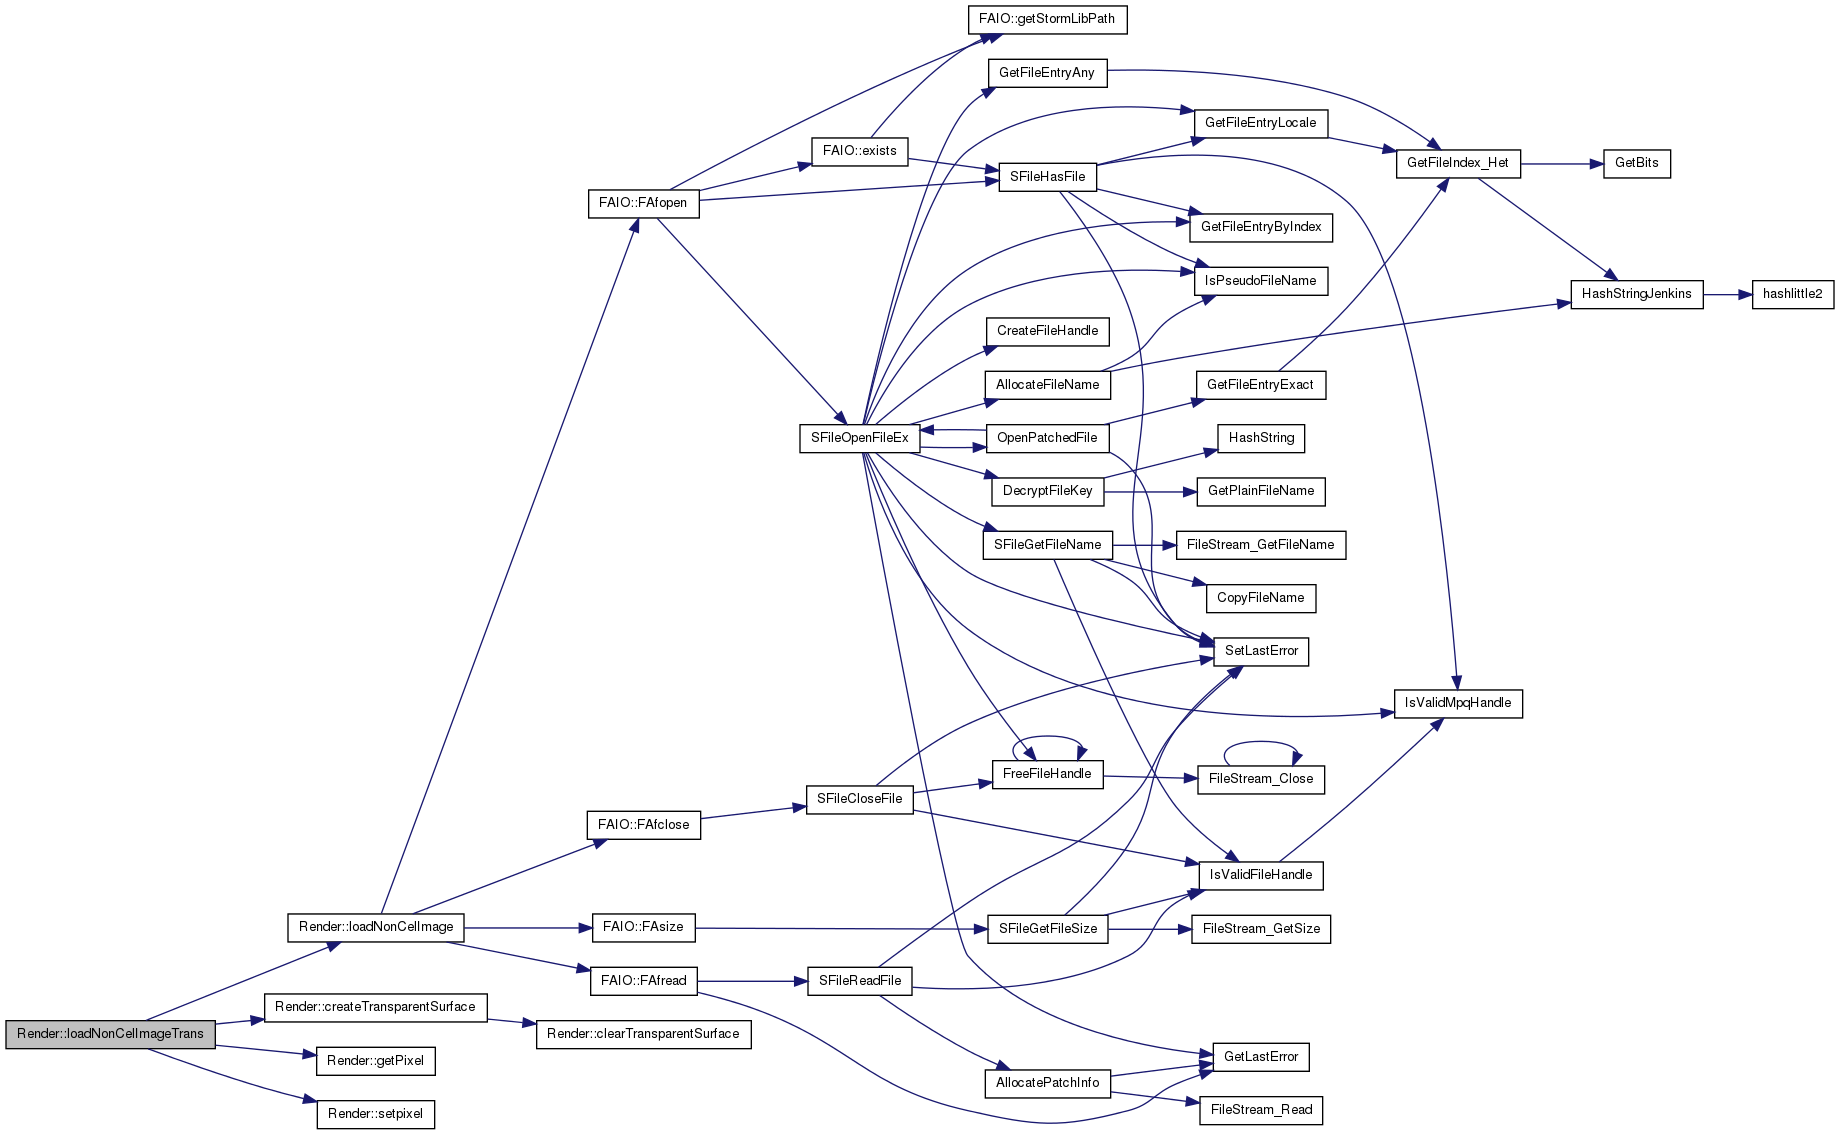 FAIO::getStormLibPath
GetFileEntryAny
GetFileEntryLocale
FAIO::exists
GetFileIndex_Het
GetBits
SFileHasFile
FAIO::FAfopen
GetFileEntryByIndex
IsPseudoFileName
HashStringJenkins
hashlittle2
CreateFileHandle
AllocateFileName
GetFileEntryExact
SFileOpenFileEx
OpenPatchedFile
HashString
DecryptFileKey
GetPlainFileName
SFileGetFileName
FileStream_GetFileName
CopyFileName
SetLastError
IsValidMpqHandle
FreeFileHandle
FileStream_Close
SFileCloseFile
FAIO::FAfclose
IsValidFileHandle
Render::loadNonCelImage
FAIO::FAsize
SFileGetFileSize
FileStream_GetSize
FAIO::FAfread
SFileReadFile
Render::createTransparentSurface
Render::loadNonCelImageTrans
Render::clearTransparentSurface
Render::getPixel
GetLastError
AllocatePatchInfo
Render::setpixel
FileStream_Read